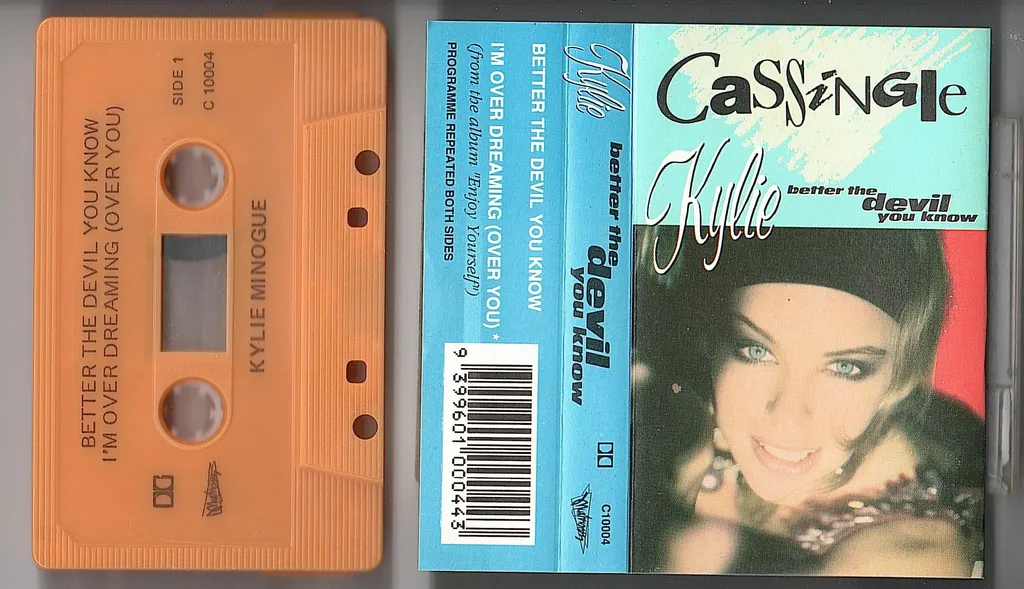 SIDE 1
C 10004
BETTER THE DEVIL YOU KNOW
I'M OVER DREAMING (OVER YOU)
KYLIE MINOGUE
BETTER THE DEVIL YOU KNOW
I'M OVER DREAMING (OVER YOU) *
(from the album "Enjoy Yourself")
PROGRAMME REPEATED BOTH SIDES
9 399601 000443
Kylie
better the
devil
you know
C10004
CaSSiNGle
Kylie
better the
devil
you know